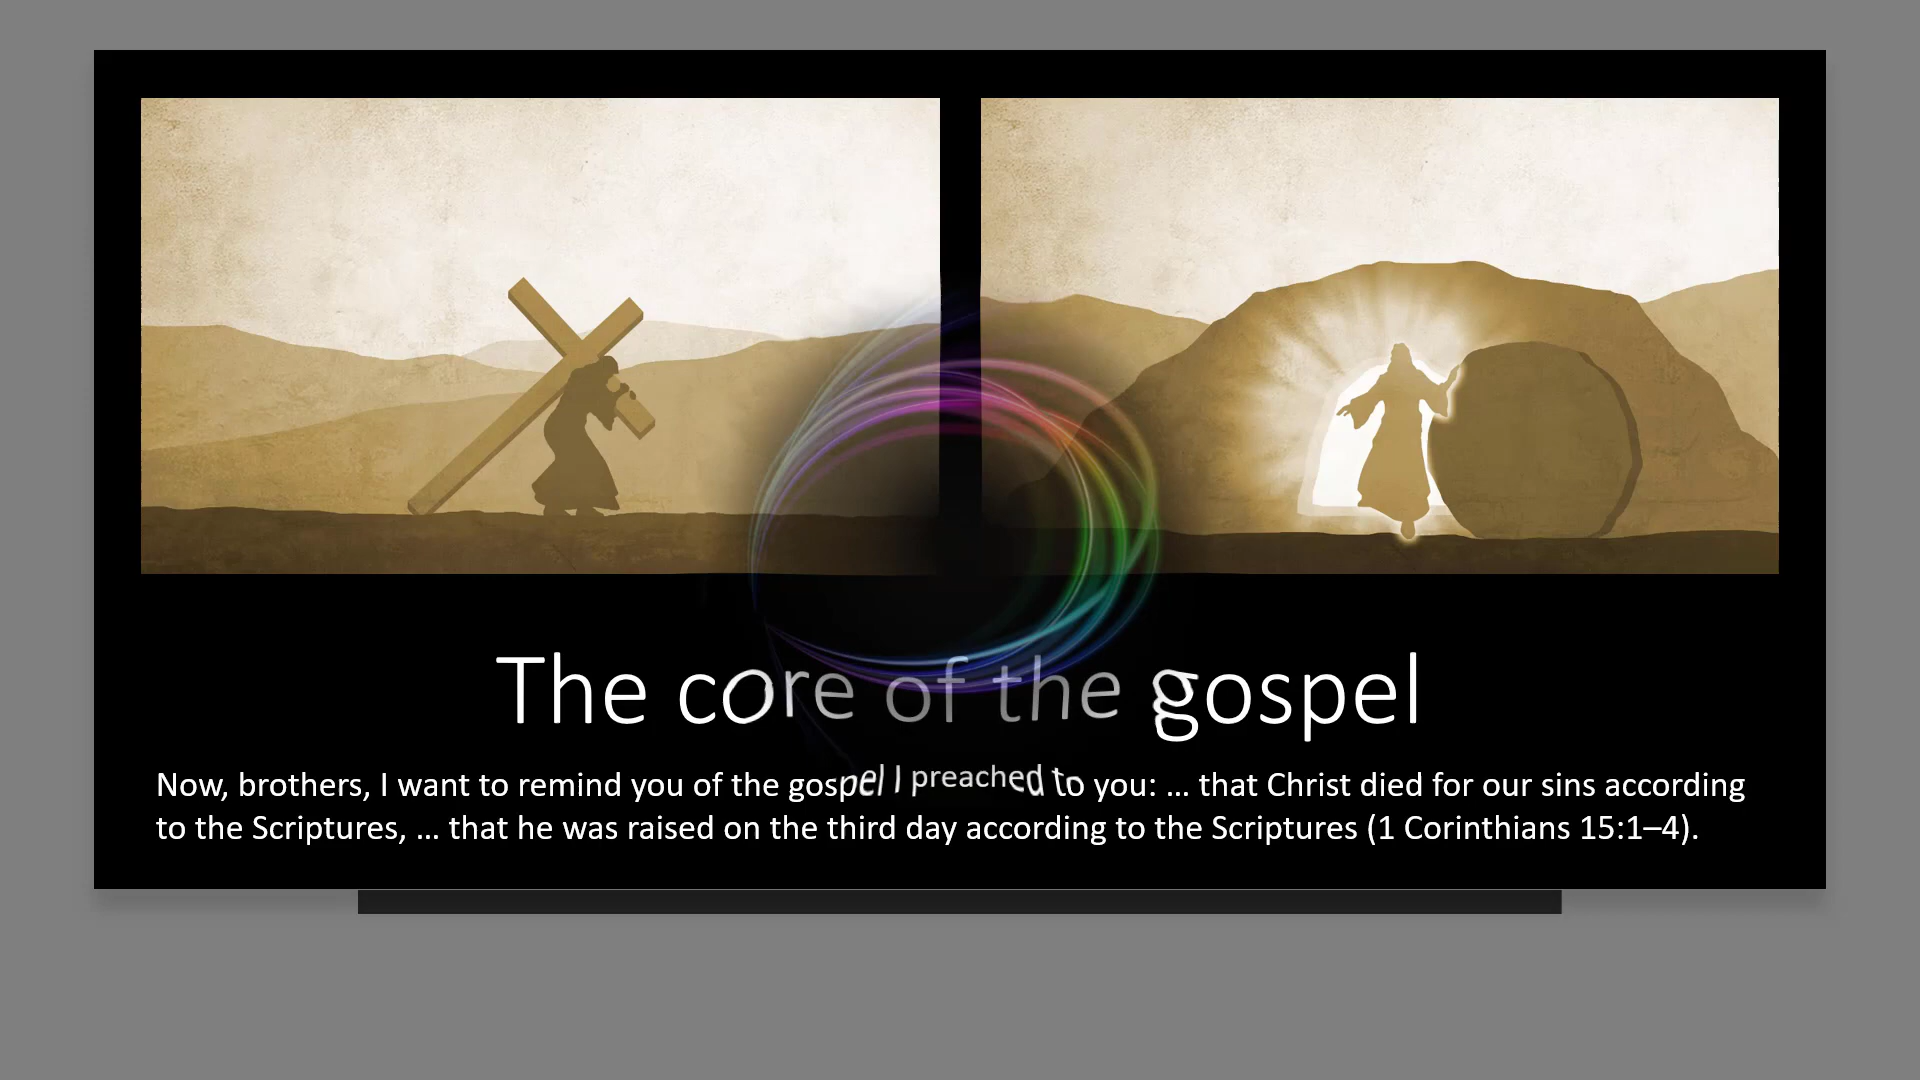 The core of the gospel
Now, brothers, I want to remind you of the gospel I preached to you: … that Christ died for our sins according
to the Scriptures, … that he was raised on the third day according to the Scriptures (1 Corinthians 15:1–4).